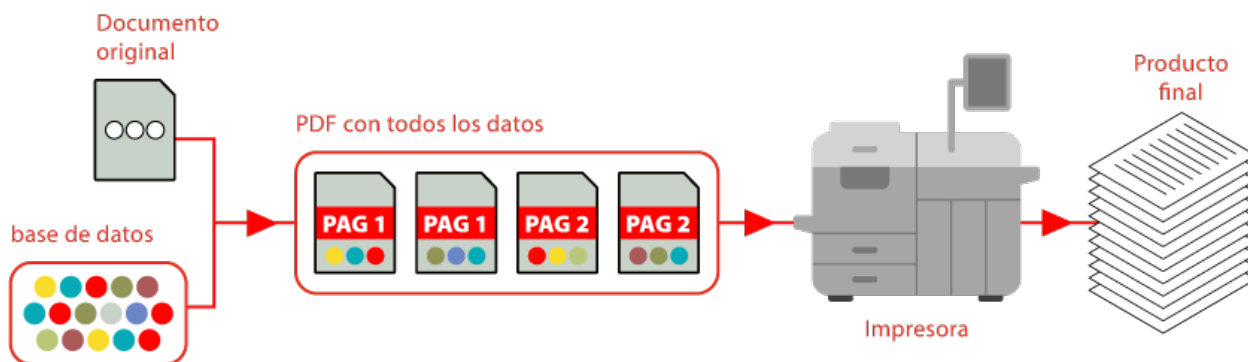 Documento
original
base de datos
PDF con todos los datos
PAG 1
PAG 1
PAG 2
PAG 2
Impresora
Producto
final